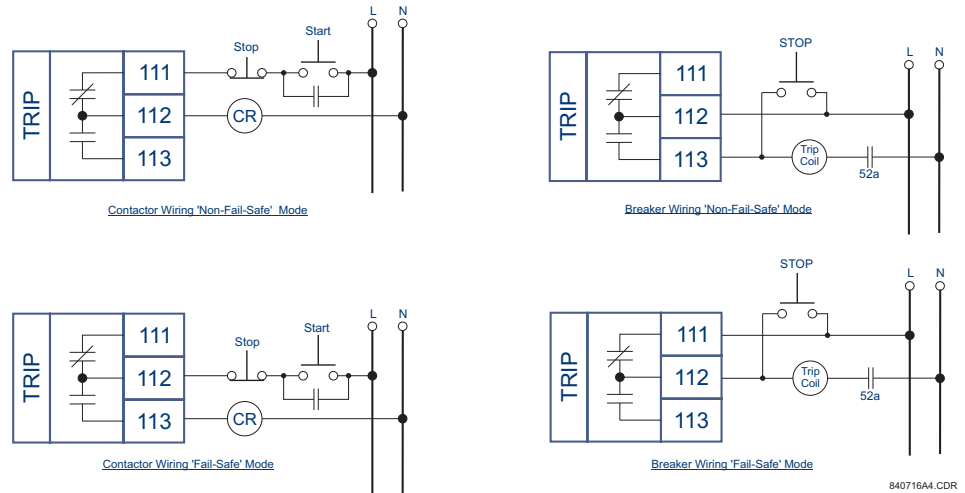 L N
Stop
Start
TRIP
111
112
113
CR
Contactor Wiring 'Non-Fail-Safe' Mode
STOP
L N
TRIP
111
112
113
Trip
Coil
52a
Breaker Wiring 'Non-Fail-Safe' Mode
L N
Stop
Start
TRIP
111
112
113
CR
Contactor Wiring 'Fail-Safe' Mode
STOP
L N
TRIP
111
112
113
Trip
Coil
52a
Breaker Wiring 'Fail-Safe' Mode
840716A4.CDR